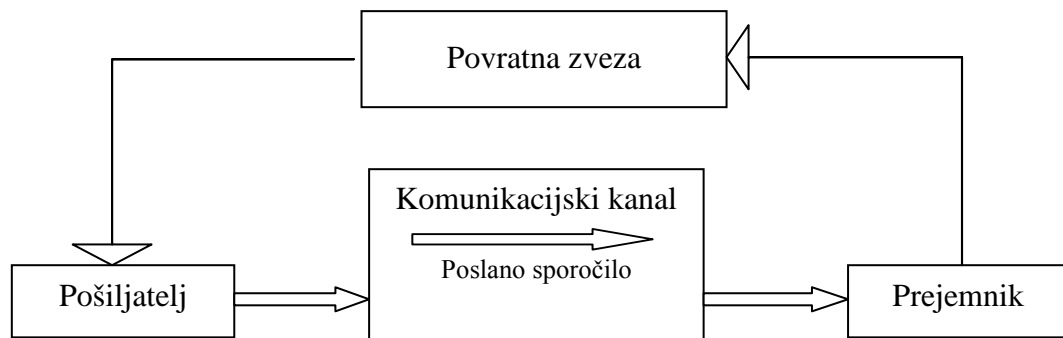 Povratna zveza
Komunikacijski kanal
Poslano sporočilo
Pošiljatelj
Prejemnik